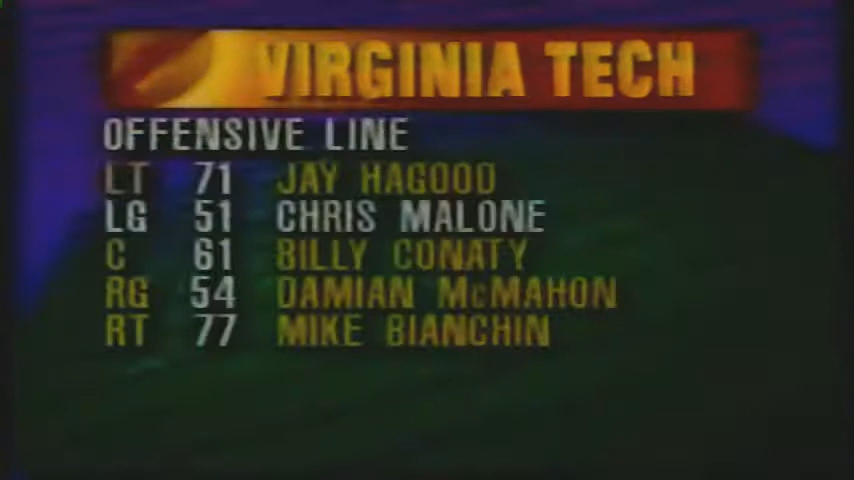 VIRGINIA TECH
OFFENSIVE LINE
LT 71 JAY HAGOOD
LG 51 CHRIS MALONE
C 61 BILLY CONATY
RG 54 DAMIAN McMAHON
RT 77 MIKE BIANCHIN